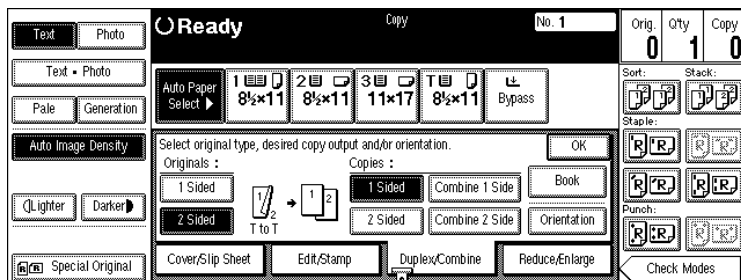 Text Photo
Text • Photo
Pale Generation
Auto Image Density
Lighter Darker
Special Original
Ready
Copy
No. 1
Auto Paper Select
1 8½×11
2 8½×11
3 11×17
T 8½×11
Bypass
Select original type, desired copy output and/or orientation.
OK
Originals :
Copies :
1 Sided
2 Sided
1 2
T to T
1 2
1 Sided Combine 1 Side
2 Sided Combine 2 Side
Book
Orientation
Cover/Slip Sheet Edit/Stamp Duplex/Combine Reduce/Enlarge
Orig. Q'ty Copy
0 1 0
Sort: Stack:
Staple:
Punch:
Check Modes